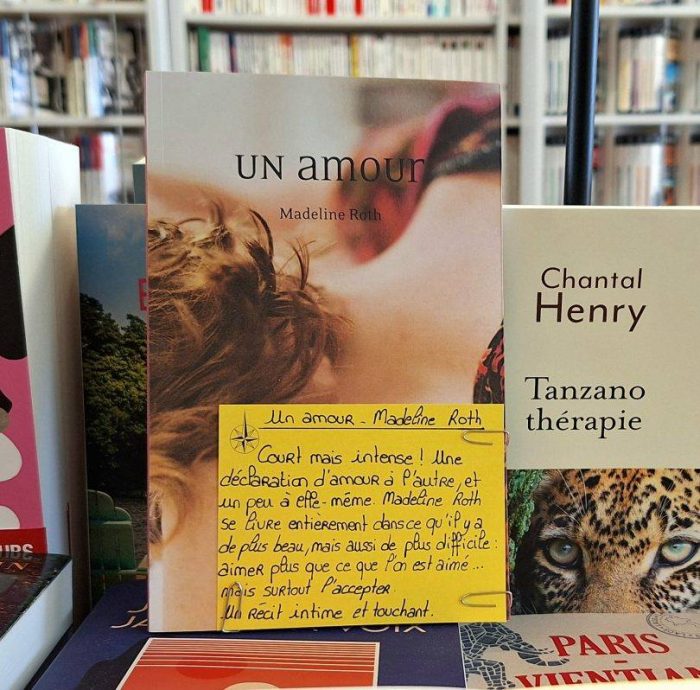 UN amour
Madeline Roth
Un amour - Madeline Roth
Court mais intense ! Une
déclaration d'amour à l'autre, et
un peu à elle-même. Madeline Roth
se livre entièrement dans ce qu'il y a
de plus beau, mais aussi de plus difficile :
aimer plus que ce que l'on est aimé...
mais surtout l'accepter.
Un récit intime et touchant.
Chantal
Henry
Tanzano
thérapie
PARIS -
VIENTIANE